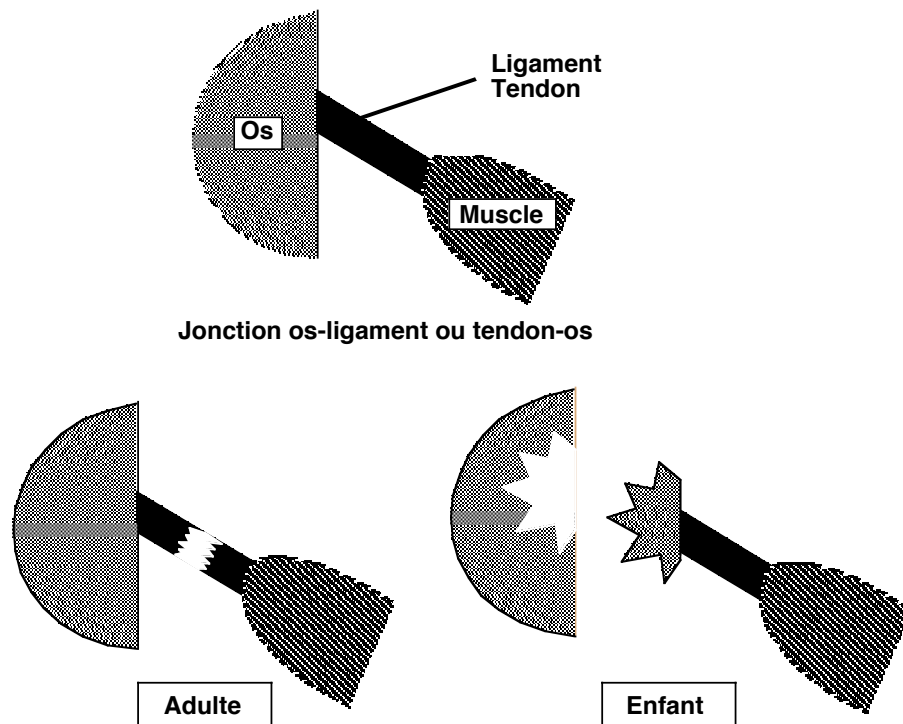 Ligament
Tendon
Os
Muscle
Jonction os-ligament ou tendon-os
Adulte
Enfant